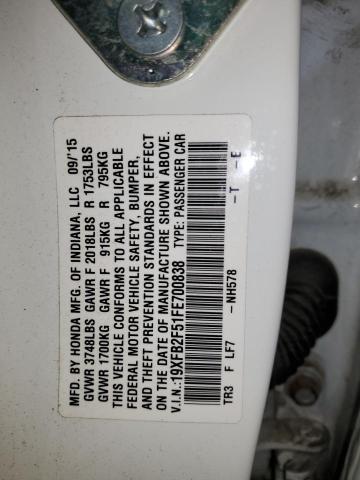 MFD. BY HONDA MFG. OF INDIANA, LLC 09/'15
GVWR 3748LBS GAWR F 2018LBS R 1753LBS
GVWR 1700KG GAWR F 915KG R 795KG
THIS VEHICLE CONFORMS TO ALL APPLICABLE
FEDERAL MOTOR VEHICLE SAFETY, BUMPER,
AND THEFT PREVENTION STANDARDS IN EFFECT
ON THE DATE OF MANUFACTURE SHOWN ABOVE.
V.I.N.:19XFB2F51FE700838 TYPE: PASSENGER CAR
TR3 F LF7 -NH578 -T -E